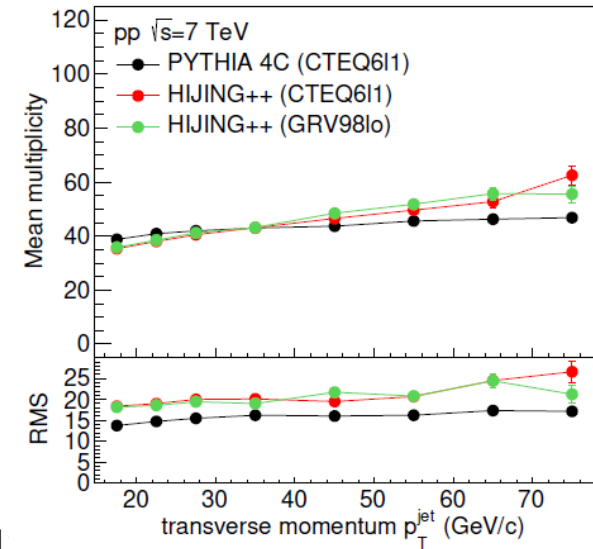 pp √s=7 TeV
PYTHIA 4C (CTEQ6l1)
HIJING++ (CTEQ6l1)
HIJING++ (GRV98lo)
Mean multiplicity
120
100
80
60
40
20
0
RMS
25
20
15
10
5
0
20 30 40 50 60 70
transverse momentum p_T^jet (GeV/c)